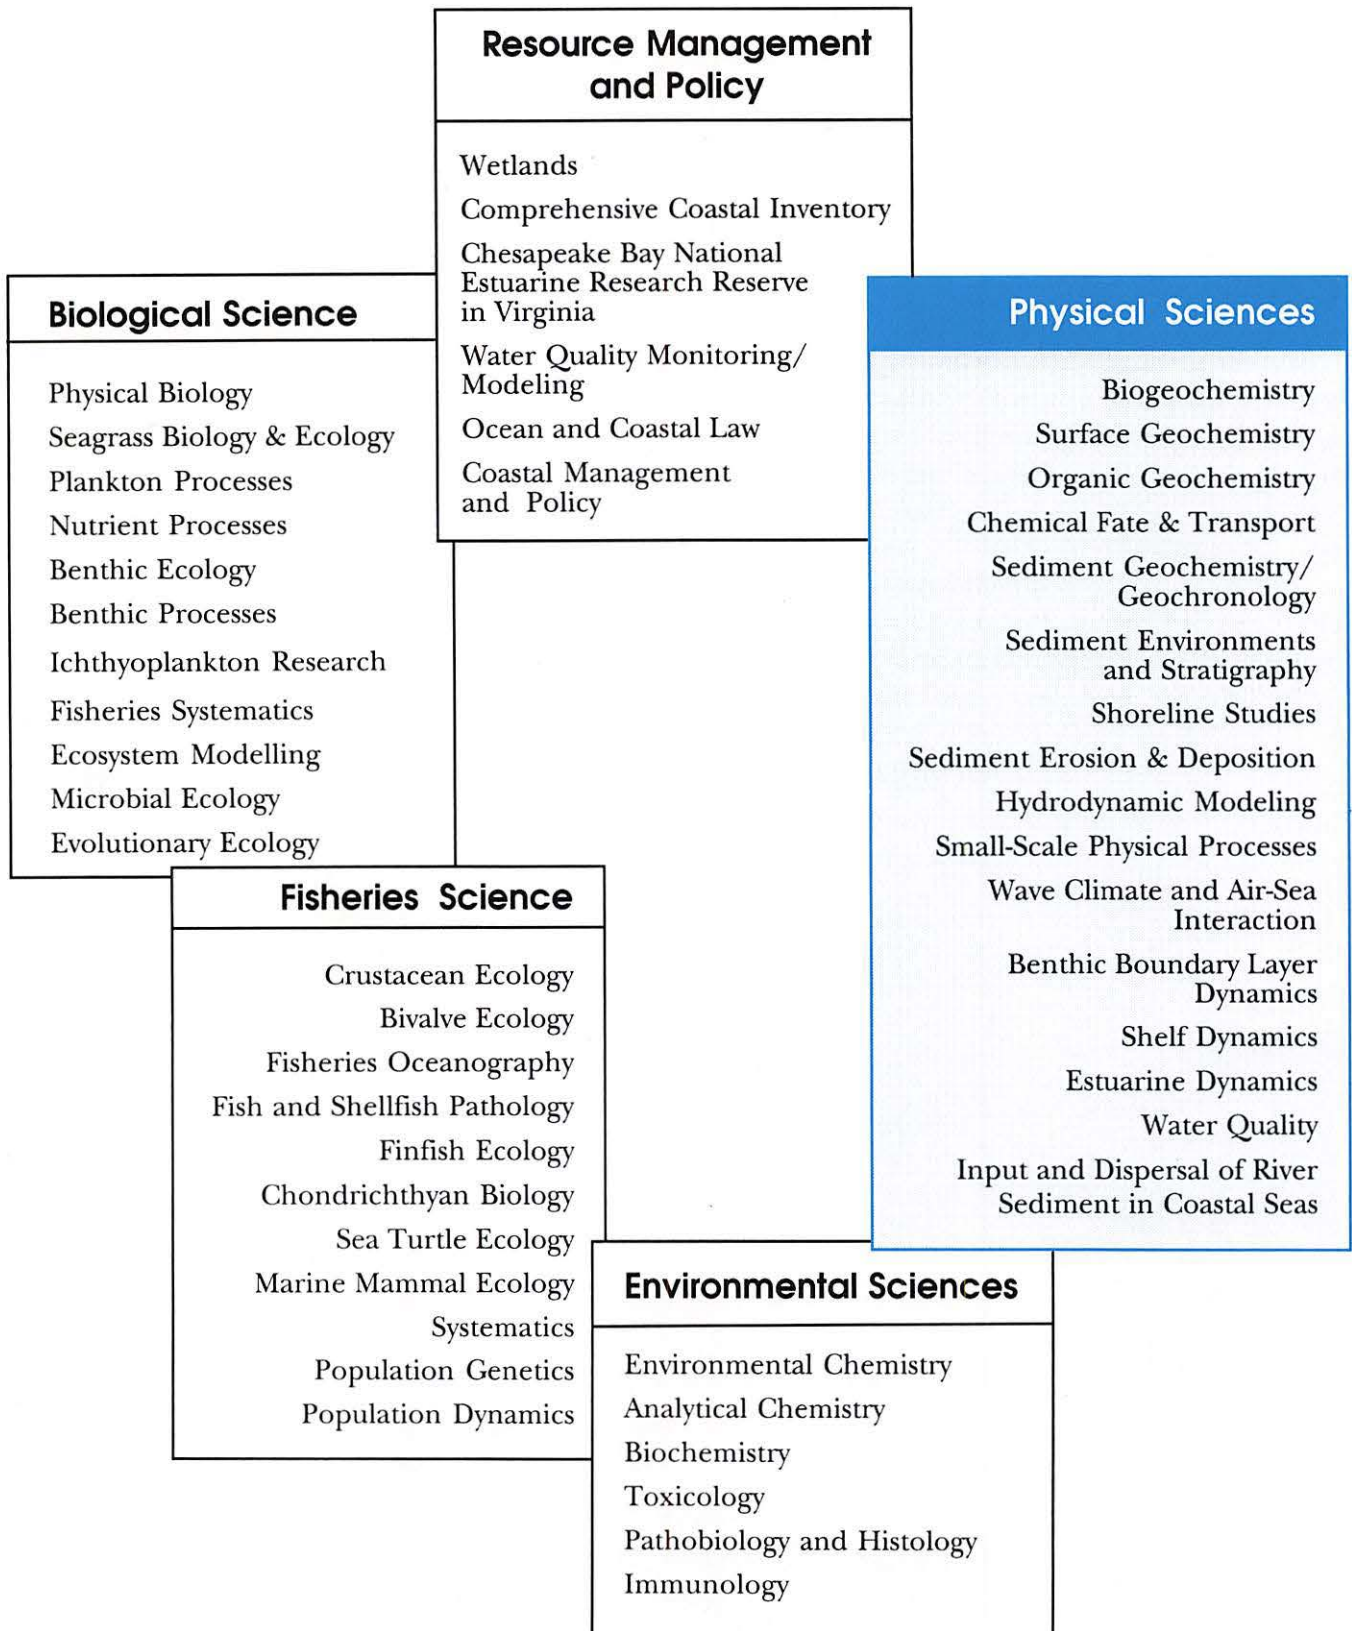 Resource Management
and Policy
Wetlands
Comprehensive Coastal Inventory
Chesapeake Bay National
Estuarine Research Reserve
in Virginia
Water Quality Monitoring/
Modeling
Ocean and Coastal Law
Coastal Management
and Policy
Biological Science
Physical Biology
Seagrass Biology & Ecology
Plankton Processes
Nutrient Processes
Benthic Ecology
Benthic Processes
Ichthyoplankton Research
Fisheries Systematics
Ecosystem Modelling
Microbial Ecology
Evolutionary Ecology
Physical Sciences
Biogeochemistry
Surface Geochemistry
Organic Geochemistry
Chemical Fate & Transport
Sediment Geochemistry/
Geochronology
Sediment Environments
and Stratigraphy
Shoreline Studies
Sediment Erosion & Deposition
Hydrodynamic Modeling
Small-Scale Physical Processes
Wave Climate and Air-Sea
Interaction
Benthic Boundary Layer
Dynamics
Shelf Dynamics
Estuarine Dynamics
Water Quality
Input and Dispersal of River
Sediment in Coastal Seas
Fisheries Science
Crustacean Ecology
Bivalve Ecology
Fisheries Oceanography
Fish and Shellfish Pathology
Finfish Ecology
Chondrichthyan Biology
Sea Turtle Ecology
Marine Mammal Ecology
Systematics
Population Genetics
Population Dynamics
Environmental Sciences
Environmental Chemistry
Analytical Chemistry
Biochemistry
Toxicology
Pathobiology and Histology
Immunology